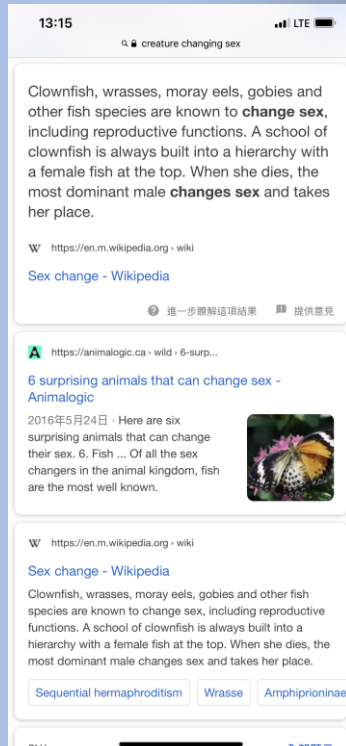 13:15
LTE
creature changing sex
Clownfish, wrasses, moray eels, gobies and
other fish species are known to change sex,
including reproductive functions. A school of
clownfish is always built into a hierarchy with
a female fish at the top. When she dies, the
most dominant male changes sex and takes
her place.
W https://en.m.wikipedia.org › wiki
Sex change - Wikipedia
進一步瞭解這項結果 提供意見
A https://animalogic.ca › wild › 6-surp...
6 surprising animals that can change sex -
Animalogic
2016年5月24日 · Here are six
surprising animals that can change
their sex. 6. Fish ... Of all the sex
changers in the animal kingdom, fish
are the most well known.
W https://en.m.wikipedia.org › wiki
Sex change - Wikipedia
Clownfish, wrasses, moray eels, gobies and other fish
species are known to change sex, including reproductive
functions. A school of clownfish is always built into a
hierarchy with a female fish at the top. When she dies, the
most dominant male changes sex and takes her place.
Sequential hermaphroditism Wrasse Amphiprioninae